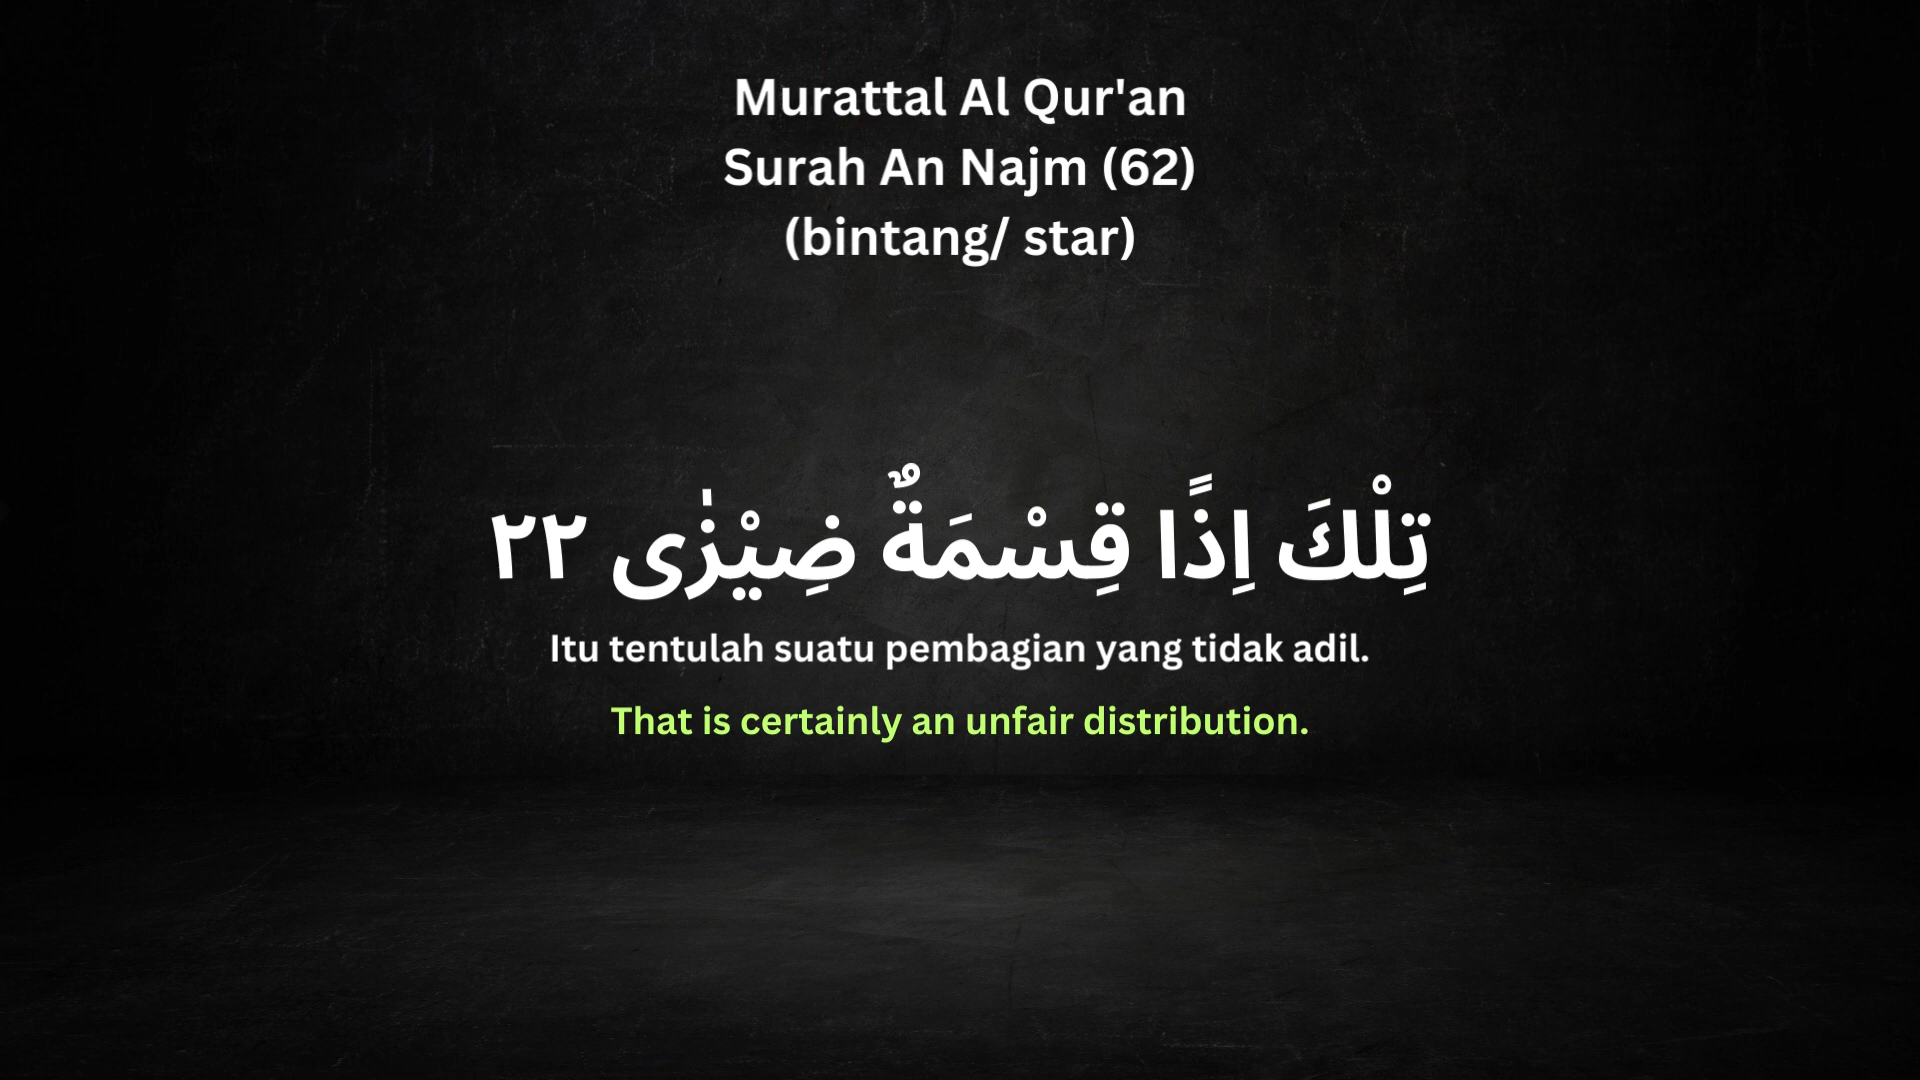 Murattal Al Qur'an
Surah An Najm (62)
(bintang/ star)
تِلْكَ اِذًا قِسْمَةٌ ضِيْزٰى ٢٢
Itu tentulah suatu pembagian yang tidak adil.
That is certainly an unfair distribution.